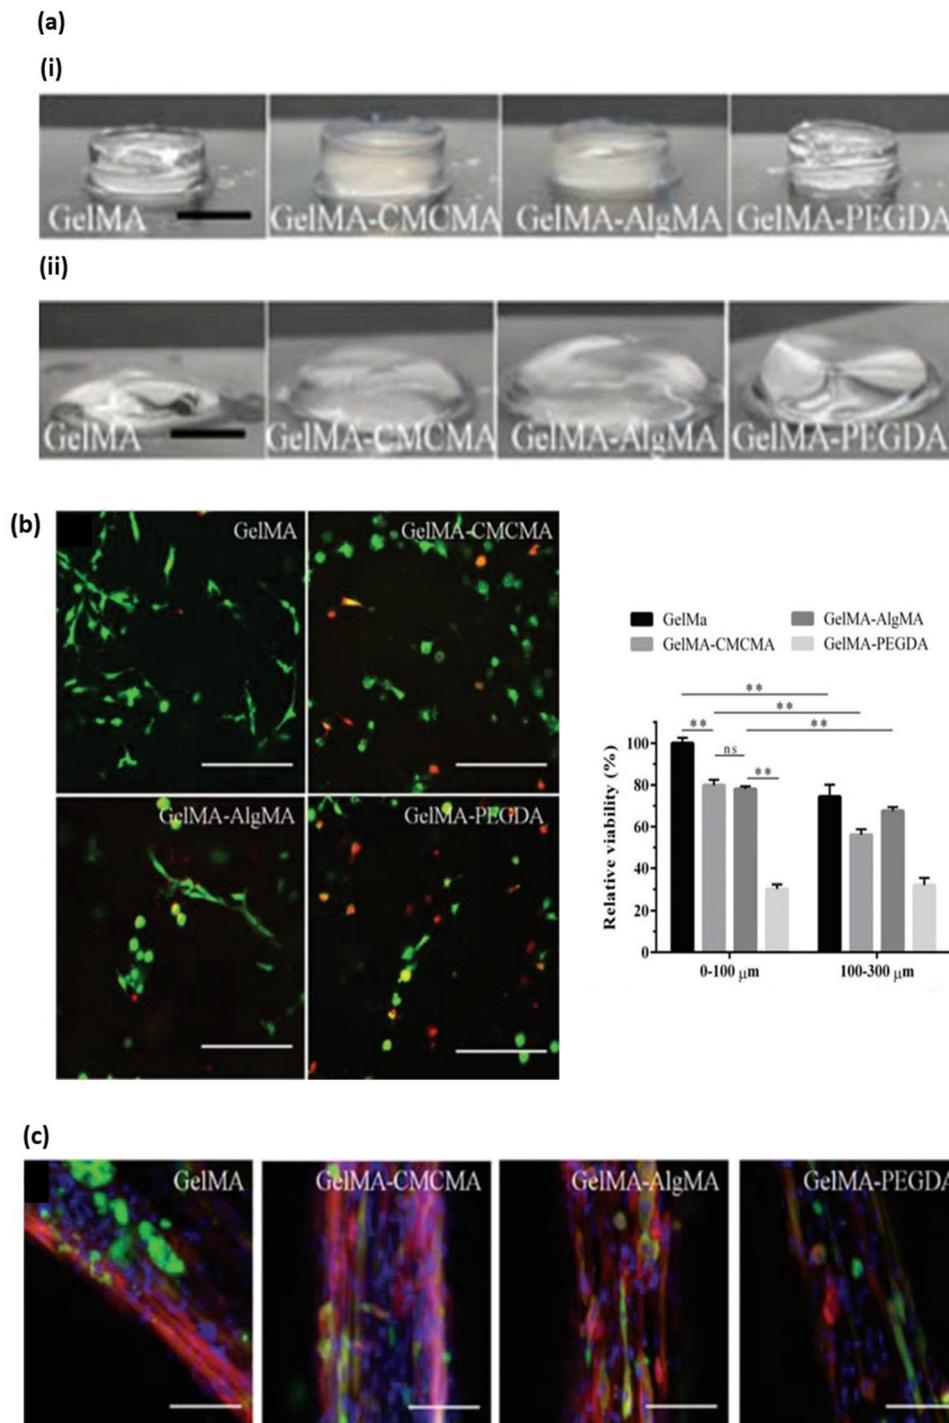 (a)
(i)
GelMA
GelMA-CMCMA
GelMA-AlgMA
GelMA-PEGDA
(ii)
GelMA
GelMA-CMCMA
GelMA-AlgMA
GelMA-PEGDA
(b)
GelMA
GelMA-CMCMA
GelMA-AlgMA
GelMA-PEGDA
GelMa
GelMA-AlgMA
GelMA-CMCMA
GelMA-PEGDA
**
**
** ns ** **
Relative viability (%)
100
80
60
40
20
0
0-100 μm
100-300 μm
(c)
GelMA
GelMA-CMCMA
GelMA-AlgMA
GelMA-PEGDA